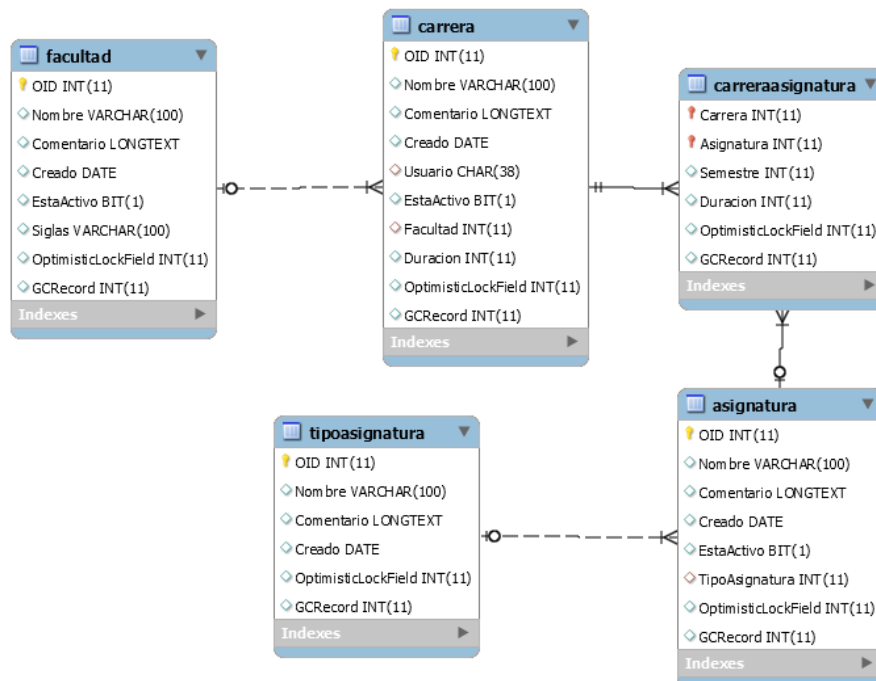 facultad
OID INT(11)
Nombre VARCHAR(100)
Comentario LONGTEXT
Creado DATE
EstaActivo BIT(1)
Siglas VARCHAR(100)
OptimisticLockField INT(11)
GCRecord INT(11)
Indexes
carrera
OID INT(11)
Nombre VARCHAR(100)
Comentario LONGTEXT
Creado DATE
Usuario CHAR(38)
EstaActivo BIT(1)
Facultad INT(11)
Duracion INT(11)
OptimisticLockField INT(11)
GCRecord INT(11)
Indexes
carreraasignatura
Carrera INT(11)
Asignatura INT(11)
Semestre INT(11)
Duracion INT(11)
OptimisticLockField INT(11)
GCRecord INT(11)
Indexes
tipoasignatura
OID INT(11)
Nombre VARCHAR(100)
Comentario LONGTEXT
Creado DATE
OptimisticLockField INT(11)
GCRecord INT(11)
Indexes
asignatura
OID INT(11)
Nombre VARCHAR(100)
Comentario LONGTEXT
Creado DATE
EstaActivo BIT(1)
TipoAsignatura INT(11)
OptimisticLockField INT(11)
GCRecord INT(11)
Indexes